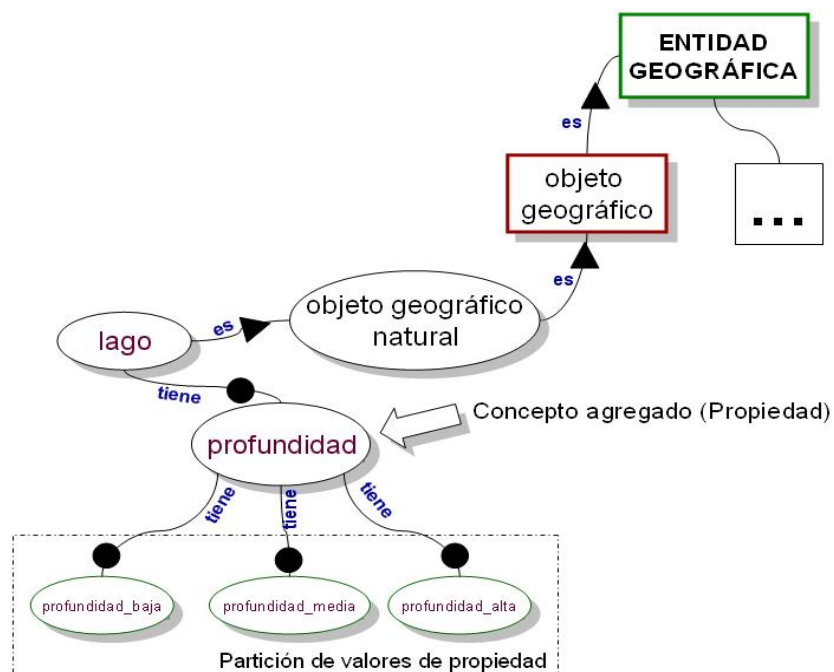 ENTIDAD
GEOGRÁFICA
es
objeto
geográfico
...
es
objeto geográfico
natural
es
lago
tiene
Concepto agregado (Propiedad)
profundidad
tiene
tiene
tiene
profundidad_baja
profundidad_media
profundidad_alta
Partición de valores de propiedad